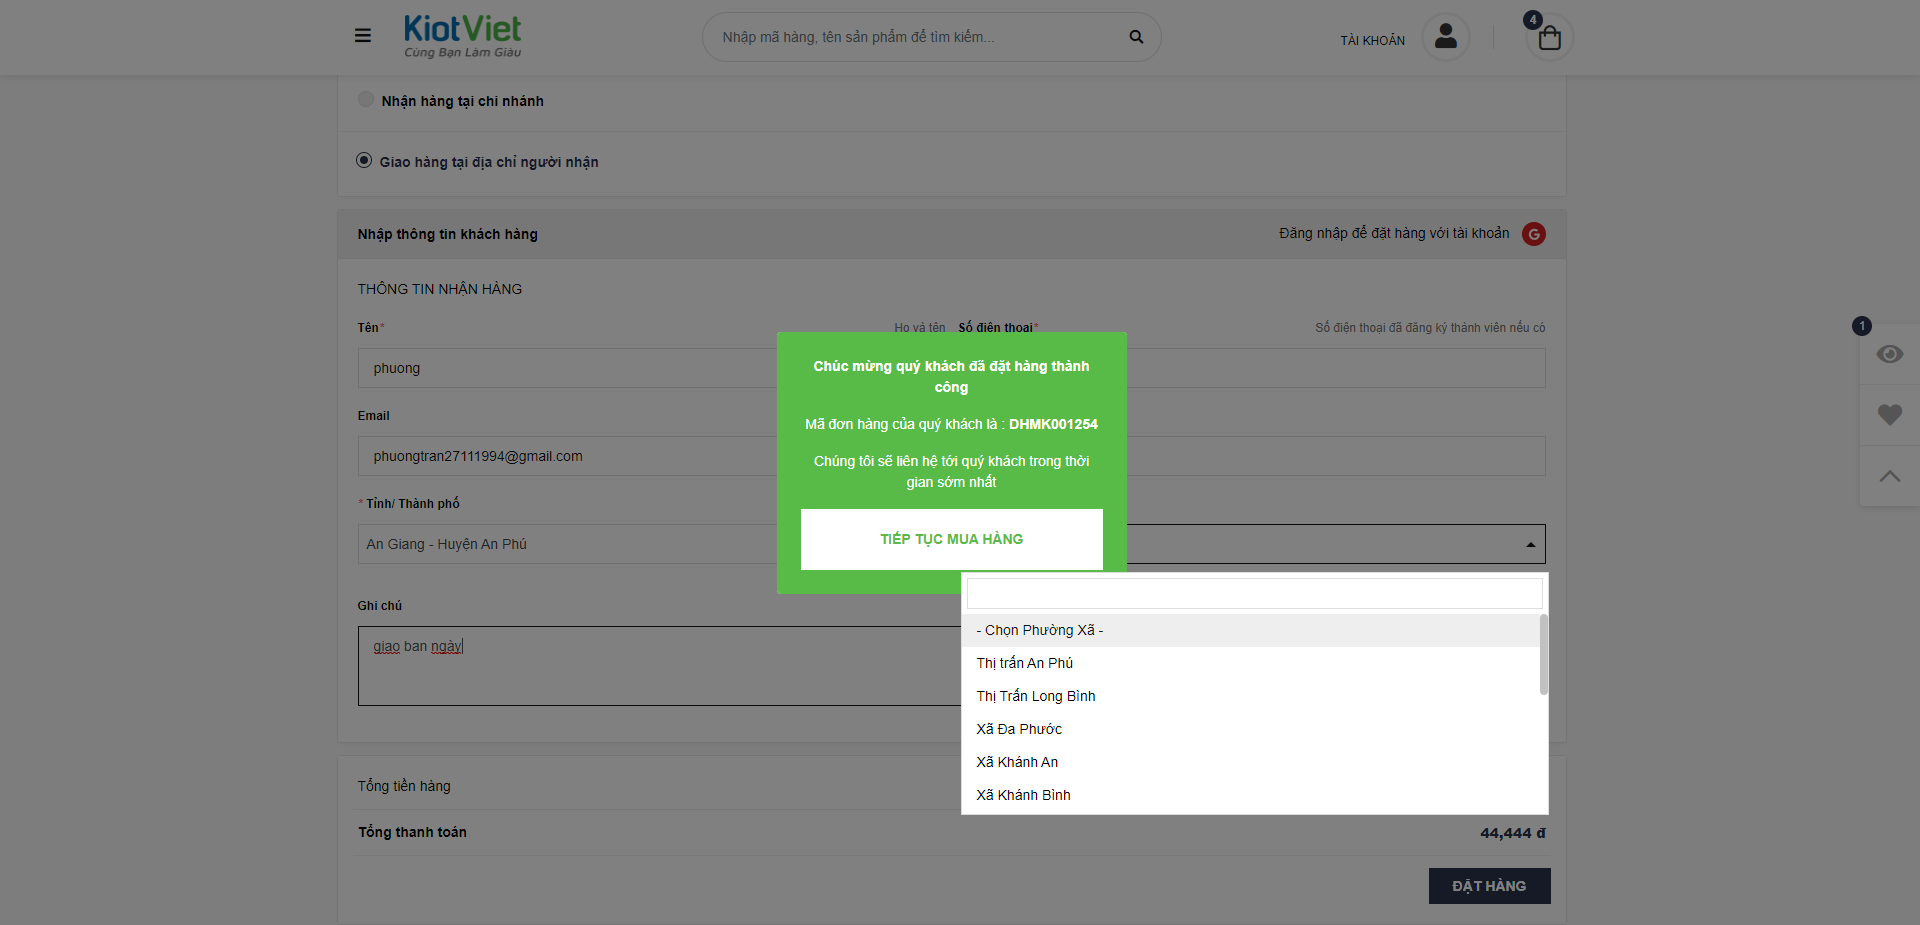 KiotViet
Cùng Bạn Làm Giàu
Nhập mã hàng, tên sản phẩm để tìm kiếm...
TÀI KHOẢN
4
Nhận hàng tại chi nhánh
Giao hàng tại địa chỉ người nhận
Nhập thông tin khách hàng
Đăng nhập để đặt hàng với tài khoản
G
THÔNG TIN NHẬN HÀNG
Tên*
Họ và tên
Số điện thoại*
Số điện thoại đã đăng ký thành viên nếu có
1
phuong
Email
phuongtran27111994@gmail.com
* Tỉnh/ Thành phố
An Giang - Huyện An Phú
Ghi chú
giao ban ngày
Chúc mừng quý khách đã đặt hàng thành
công
Mã đơn hàng của quý khách là : DHMK001254
Chúng tôi sẽ liên hệ tới quý khách trong thời
gian sớm nhất
TIẾP TỤC MUA HÀNG
- Chọn Phường Xã -
Thị trấn An Phú
Thị Trấn Long Bình
Xã Đa Phước
Xã Khánh An
Xã Khánh Bình
Tổng tiền hàng
Tổng thanh toán
44,444 đ
ĐẶT HÀNG